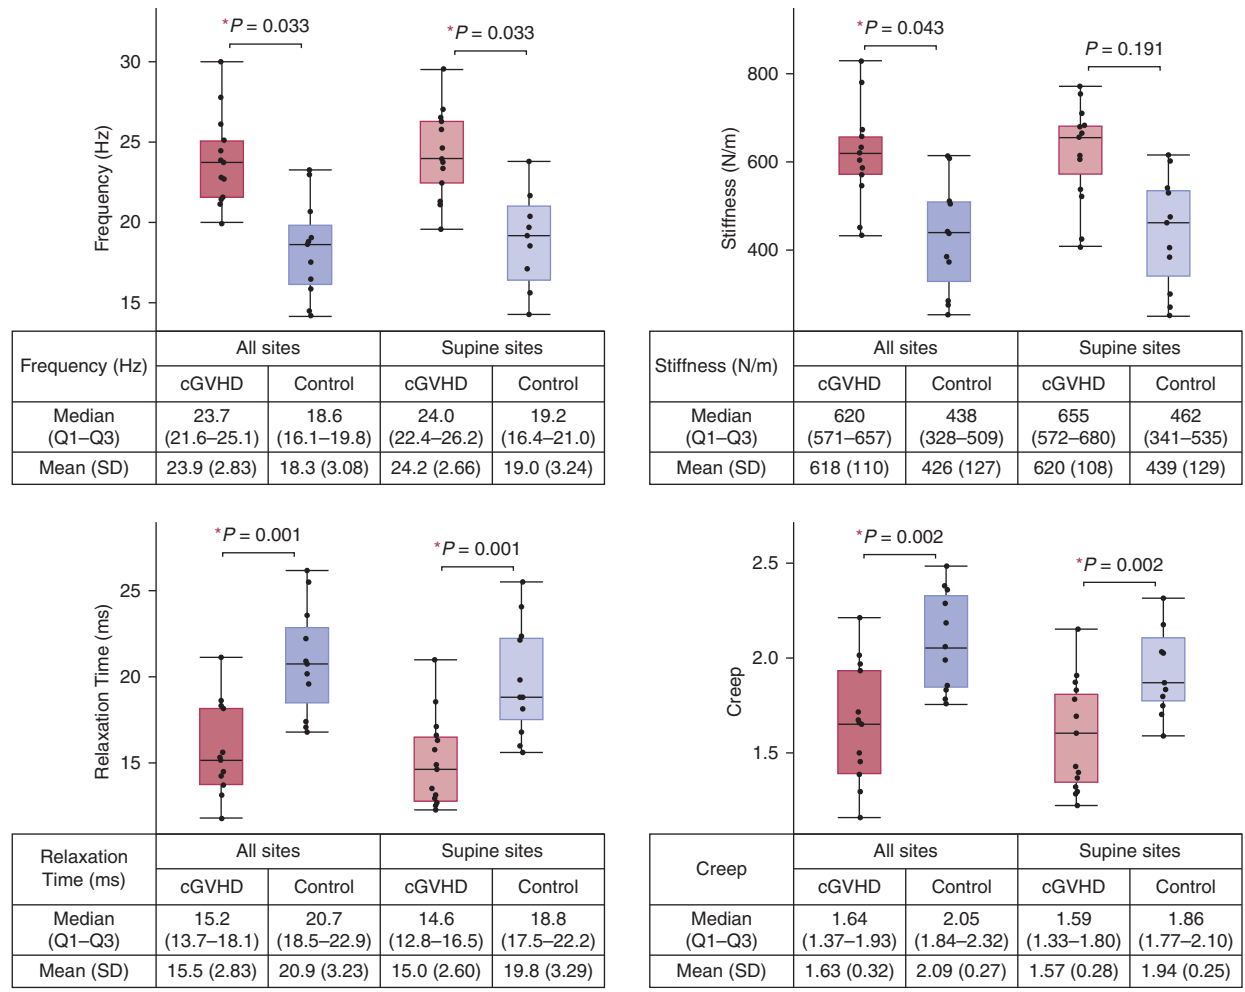 *P = 0.033
*P = 0.033
30
25
20
15
Frequency (Hz)
Frequency (Hz)
All sites
Supine sites
cGVHD
Control
cGVHD
Control
Median
(Q1–Q3)
23.7
(21.6–25.1)
18.6
(16.1–19.8)
24.0
(22.4–26.2)
19.2
(16.4–21.0)
Mean (SD)
23.9 (2.83)
18.3 (3.08)
24.2 (2.66)
19.0 (3.24)
*P = 0.043
P = 0.191
800
600
400
Stiffness (N/m)
Stiffness (N/m)
All sites
Supine sites
cGVHD
Control
cGVHD
Control
Median
(Q1–Q3)
620
(571–657)
438
(328–509)
655
(572–680)
462
(341–535)
Mean (SD)
618 (110)
426 (127)
620 (108)
439 (129)
*P = 0.001
*P = 0.001
25
20
15
Relaxation Time (ms)
Relaxation
Time (ms)
All sites
Supine sites
cGVHD
Control
cGVHD
Control
Median
(Q1–Q3)
15.2
(13.7–18.1)
20.7
(18.5–22.9)
14.6
(12.8–16.5)
18.8
(17.5–22.2)
Mean (SD)
15.5 (2.83)
20.9 (3.23)
15.0 (2.60)
19.8 (3.29)
*P = 0.002
*P = 0.002
2.5
2.0
1.5
Creep
Creep
All sites
Supine sites
cGVHD
Control
cGVHD
Control
Median
(Q1–Q3)
1.64
(1.37–1.93)
2.05
(1.84–2.32)
1.59
(1.33–1.80)
1.86
(1.77–2.10)
Mean (SD)
1.63 (0.32)
2.09 (0.27)
1.57 (0.28)
1.94 (0.25)